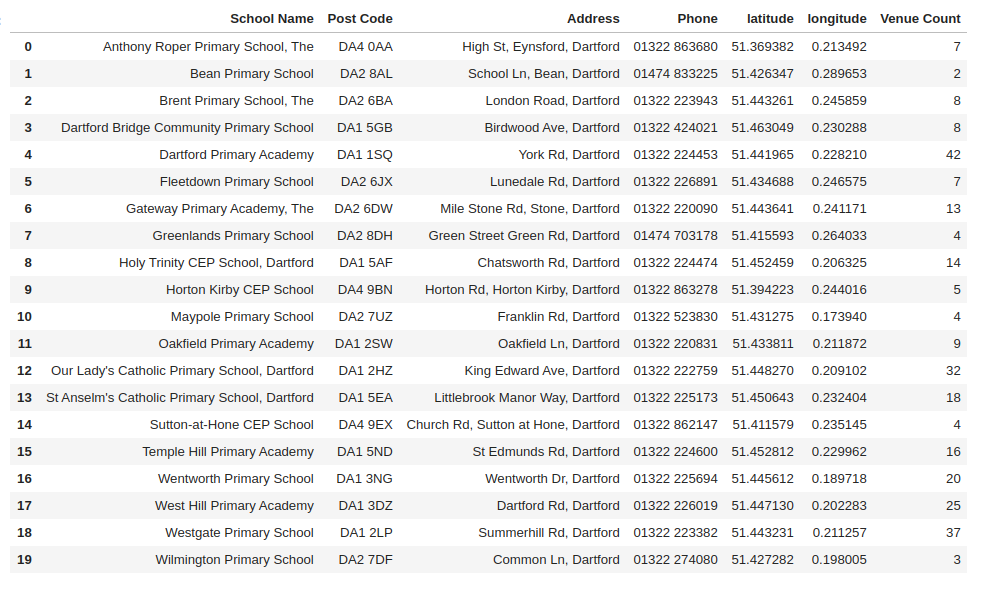 School Name Post Code Address Phone latitude longitude Venue Count
0 Anthony Roper Primary School, The DA4 0AA High St, Eynsford, Dartford 01322 863680 51.369382 0.213492 7
1 Bean Primary School DA2 8AL School Ln, Bean, Dartford 01474 833225 51.426347 0.289653 2
2 Brent Primary School, The DA2 6BA London Road, Dartford 01322 223943 51.443261 0.245859 8
3 Dartford Bridge Community Primary School DA1 5GB Birdwood Ave, Dartford 01322 424021 51.463049 0.230288 8
4 Dartford Primary Academy DA1 1SQ York Rd, Dartford 01322 224453 51.441965 0.228210 42
5 Fleetdown Primary School DA2 6JX Lunedale Rd, Dartford 01322 226891 51.434688 0.246575 7
6 Gateway Primary Academy, The DA2 6DW Mile Stone Rd, Stone, Dartford 01322 220090 51.443641 0.241171 13
7 Greenlands Primary School DA2 8DH Green Street Green Rd, Dartford 01474 703178 51.415593 0.264033 4
8 Holy Trinity CEP School, Dartford DA1 5AF Chatsworth Rd, Dartford 01322 224474 51.452459 0.206325 14
9 Horton Kirby CEP School DA4 9BN Horton Rd, Horton Kirby, Dartford 01322 863278 51.394223 0.244016 5
10 Maypole Primary School DA2 7UZ Franklin Rd, Dartford 01322 523830 51.431275 0.173940 4
11 Oakfield Primary Academy DA1 2SW Oakfield Ln, Dartford 01322 220831 51.433811 0.211872 9
12 Our Lady's Catholic Primary School, Dartford DA1 2HZ King Edward Ave, Dartford 01322 222759 51.448270 0.209102 32
13 St Anselm's Catholic Primary School, Dartford DA1 5EA Littlebrook Manor Way, Dartford 01322 225173 51.450643 0.232404 18
14 Sutton-at-Hone CEP School DA4 9EX Church Rd, Sutton at Hone, Dartford 01322 862147 51.411579 0.235145 4
15 Temple Hill Primary Academy DA1 5ND St Edmunds Rd, Dartford 01322 224600 51.452812 0.229962 16
16 Wentworth Primary School DA1 3NG Wentworth Dr, Dartford 01322 225694 51.445612 0.189718 20
17 West Hill Primary Academy DA1 3DZ Dartford Rd, Dartford 01322 226019 51.447130 0.202283 25
18 Westgate Primary School DA1 2LP Summerhill Rd, Dartford 01322 223382 51.443231 0.211257 37
19 Wilmington Primary School DA2 7DF Common Ln, Dartford 01322 274080 51.427282 0.198005 3